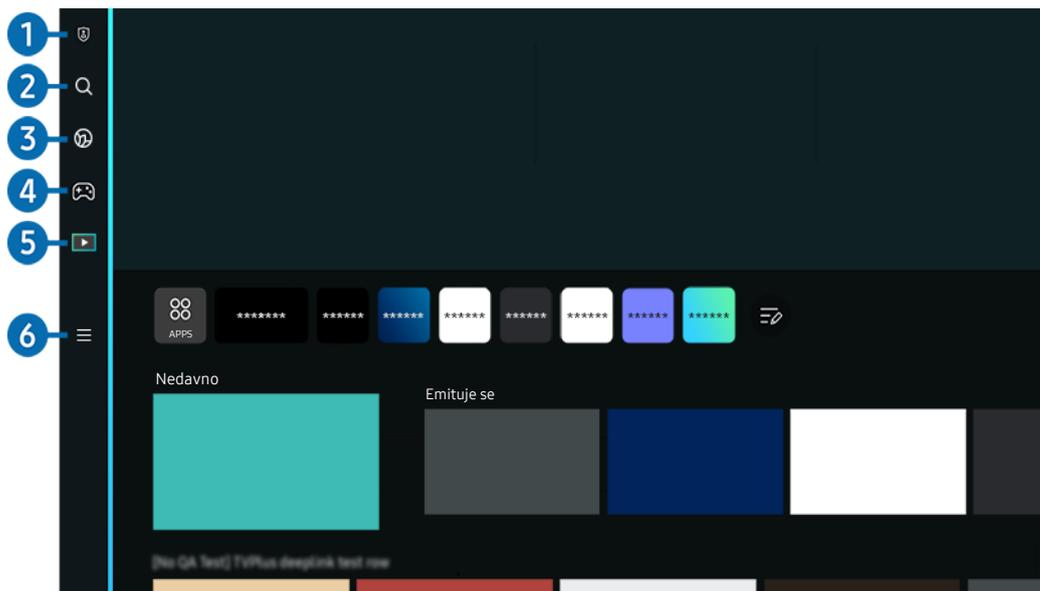 1
2
3
4
5
6
APPS
******* ****** ****** ****** ****** ****** ****** ******
Nedavno
Emituje se
[No QA Test] TVPlus deeplink test row